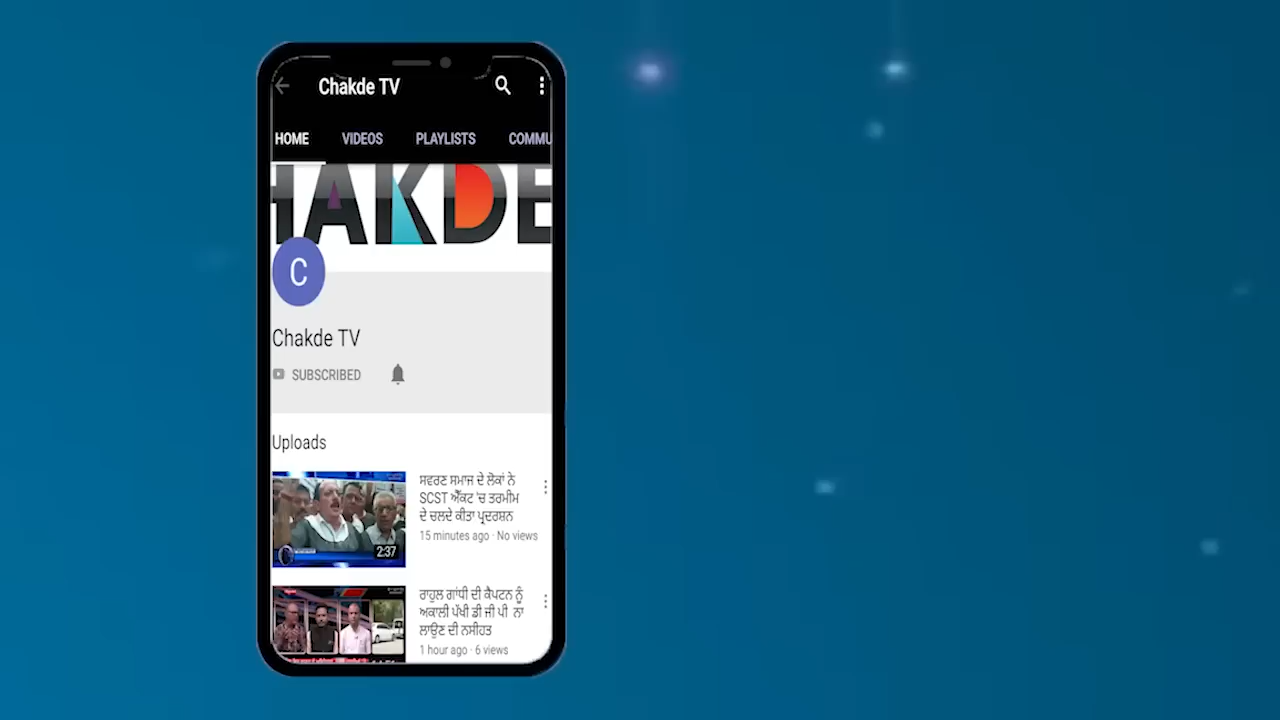 Chakde TV
HOME VIDEOS PLAYLISTS COMMU
HAKDE
C
Chakde TV
SUBSCRIBED
Uploads
ਸਵਰਣ ਸਮਾਜ ਦੇ ਲੋਕਾਂ ਨੇ
SCST ਐਕਟ 'ਚ ਤਰਮੀਮ
ਦੇ ਚਲਦੇ ਕੀਤਾ ਪ੍ਰਦਰਸ਼ਨ
15 minutes ago · No views
2:37
ਰਾਹੁਲ ਗਾਂਧੀ ਦੀ ਕੈਪਟਨ ਨੂੰ
ਅਕਾਲੀ ਪੱਖੀ ਡੀ ਜੀ ਪੀ ਨਾ
ਲਾਉਣ ਦੀ ਨਸੀਹਤ
1 hour ago · 6 views